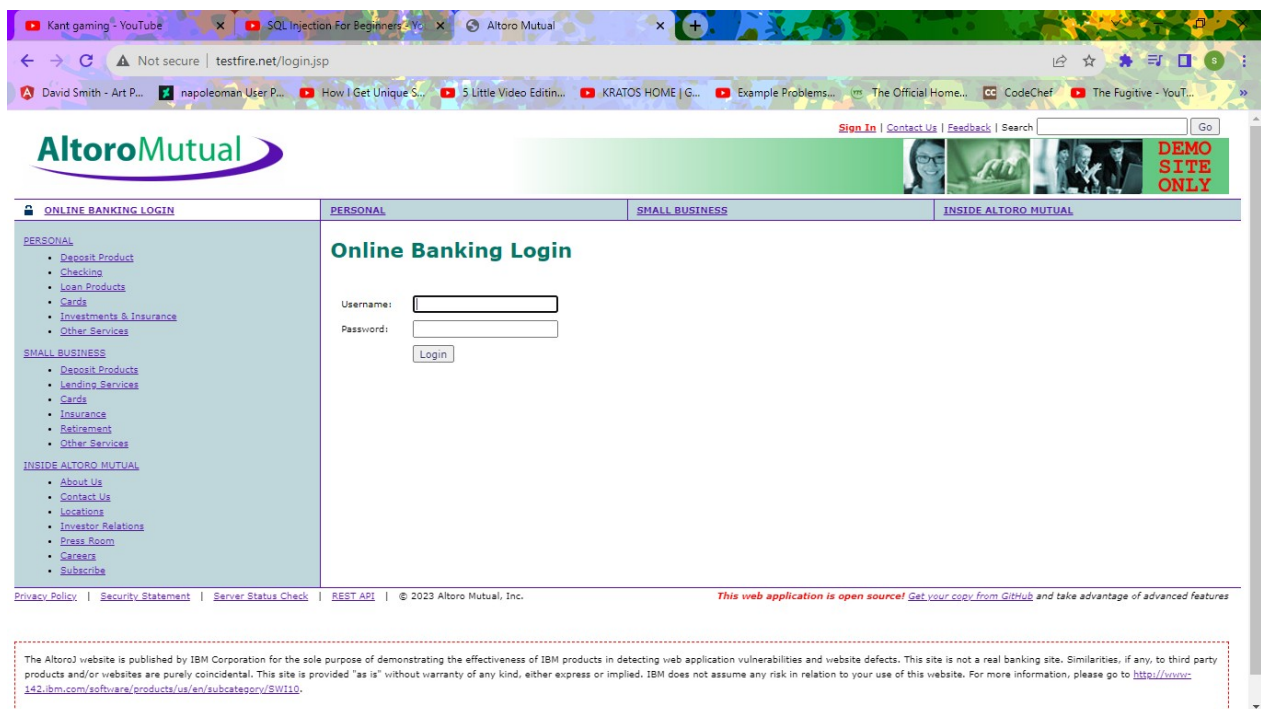 Kant gaming - YouTube
SQL Injection For Beginners - Yo
Altoro Mutual
Not secure | testfire.net/login.jsp
David Smith - Art P...
napoleoman User P...
How I Get Unique S...
5 Little Video Editin...
KRATOS HOME | G...
Example Problems...
The Official Home...
CodeChef
The Fugitive - YouT...
»
Sign In | Contact Us | Feedback | Search
Go
AltoroMutual
DEMO
SITE
ONLY
ONLINE BANKING LOGIN
PERSONAL
SMALL BUSINESS
INSIDE ALTORO MUTUAL
PERSONAL
• Deposit Product
• Checking
• Loan Products
• Cards
• Investments & Insurance
• Other Services
SMALL BUSINESS
• Deposit Products
• Lending Services
• Cards
• Insurance
• Retirement
• Other Services
INSIDE ALTORO MUTUAL
• About Us
• Contact Us
• Locations
• Investor Relations
• Press Room
• Careers
• Subscribe
Online Banking Login
Username:
Password:
Login
Privacy Policy | Security Statement | Server Status Check | REST API | © 2023 Altoro Mutual, Inc.
This web application is open source! Get your copy from GitHub and take advantage of advanced features
The AltoroJ website is published by IBM Corporation for the sole purpose of demonstrating the effectiveness of IBM products in detecting web application vulnerabilities and website defects. This site is not a real banking site. Similarities, if any, to third party
products and/or websites are purely coincidental. This site is provided "as is" without warranty of any kind, either express or implied. IBM does not assume any risk in relation to your use of this website. For more information, please go to http://www-
142.ibm.com/software/products/us/en/subcategory/SWI10.